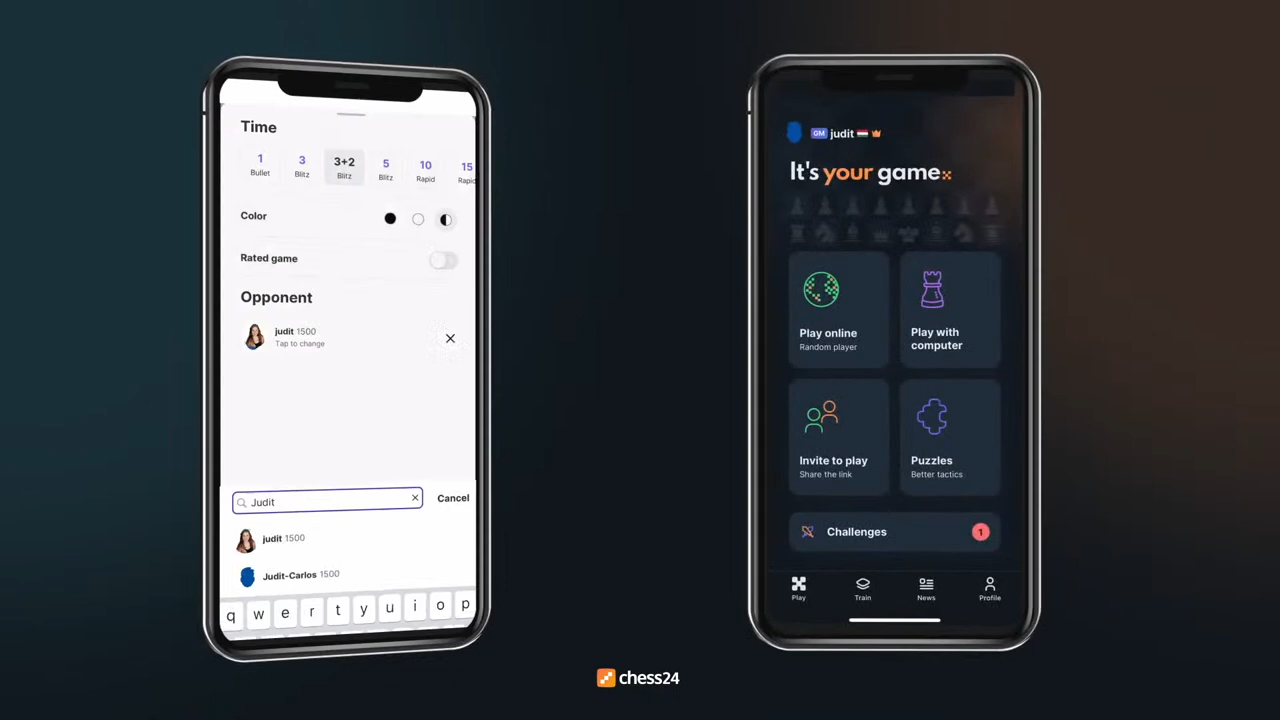 Time
1
Bullet
3
Blitz
3+2
Blitz
5
Blitz
10
Rapid
15
Rapid
Color
Rated game
Opponent
judit 1500
Tap to change
Judit
Cancel
judit 1500
Judit-Carlos 1500
q w e r t y u i o p
GM judit
It's your game
Play online
Random player
Play with
computer
Invite to play
Share the link
Puzzles
Better tactics
Challenges
1
Play
Train
News
Profile
chess24